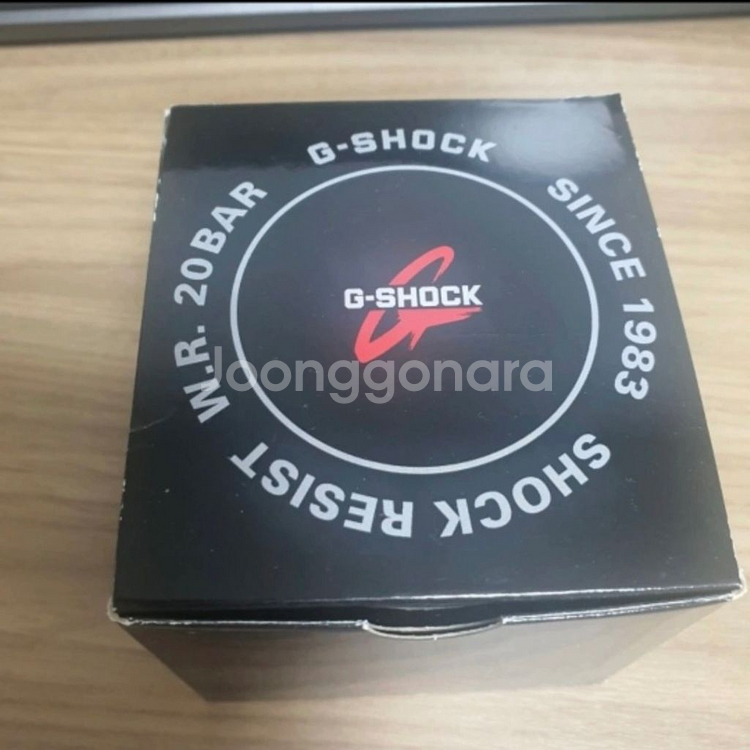 G-SHOCK
SINCE 1983
SHOCK RESIST
W.R. 20BAR
G-SHOCK
Joonggonara